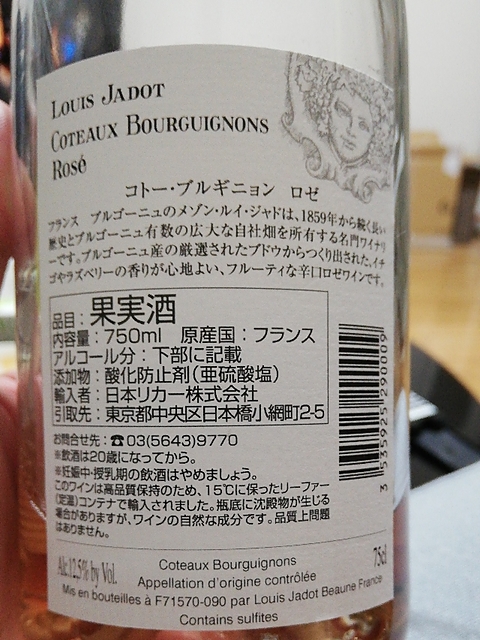 LOUIS JADOT
COTEAUX BOURGUIGNONS
ROSÉ
コトー・ブルギニョン ロゼ
フランス ブルゴーニュのメゾン・ルイ・ジャドは、1859年から続く長い
歴史とブルゴーニュ有数の広大な自社畑を所有する名門ワイナリ
ーです。ブルゴーニュ産の厳選されたブドウからつくり出された、イチ
ゴやラズベリーの香りが心地よい、フルーティな辛口ロゼワインです。
品目：果実酒
内容量：750ml 原産国：フランス
アルコール分：下部に記載
添加物：酸化防止剤（亜硫酸塩）
輸入者：日本リカー株式会社
引取先：東京都中央区日本橋小網町2-5
お問合せ先：☎03(5643)9770
※飲酒は20歳になってから。
※妊娠中・授乳期の飲酒はやめましょう。
このワインは高品質保持のため、15℃に保ったリーファー
(定温)コンテナで輸入されました。瓶底に沈殿物が生じる
場合がありますが、ワインの自然な成分です。品質上問題
はありません。
3 535925 290009
Alc.12,5% by Vol.
Coteaux Bourguignons
75cl
Appellation d'origine contrôlée
Mis en bouteilles à F71570-090 par Louis Jadot Beaune France
Contains sulfites